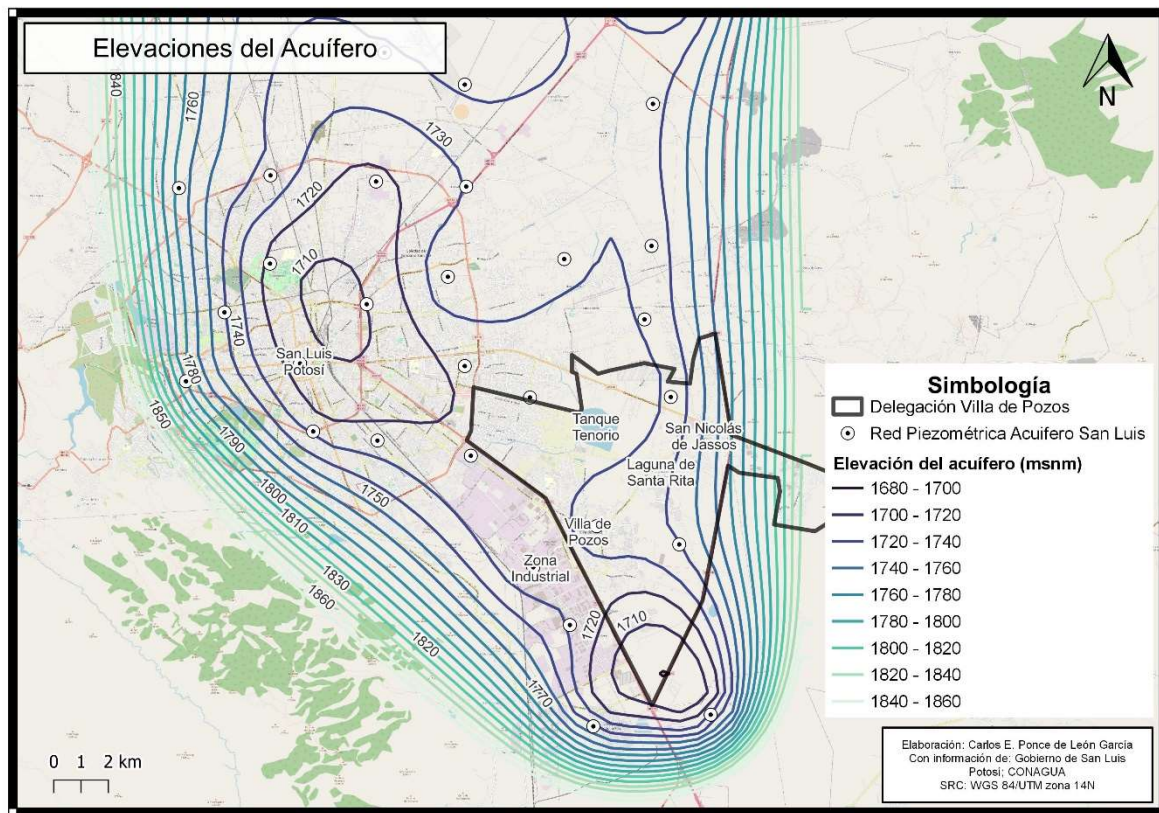 Elevaciones del Acuífero
N
1840
1760
1730
1720
1710
1740
San Luis
Potosí
1780
1850
1790
1750
1800
1810
1830
1860
1820
1770
Tanque
Tenorio
San Nicolás
de Jassos
Laguna de
Santa Rita
Villa de
Pozos
Zona
Industrial
1720
1710
Simbología
Delegación Villa de Pozos
Red Piezométrica Acuifero San Luis
Elevación del acuífero (msnm)
1680 - 1700
1700 - 1720
1720 - 1740
1740 - 1760
1760 - 1780
1780 - 1800
1800 - 1820
1820 - 1840
1840 - 1860
0 1 2 km
Elaboración: Carlos E. Ponce de León García
Con información de: Gobierno de San Luis
Potosi; CONAGUA
SRC: WGS 84/UTM zona 14N